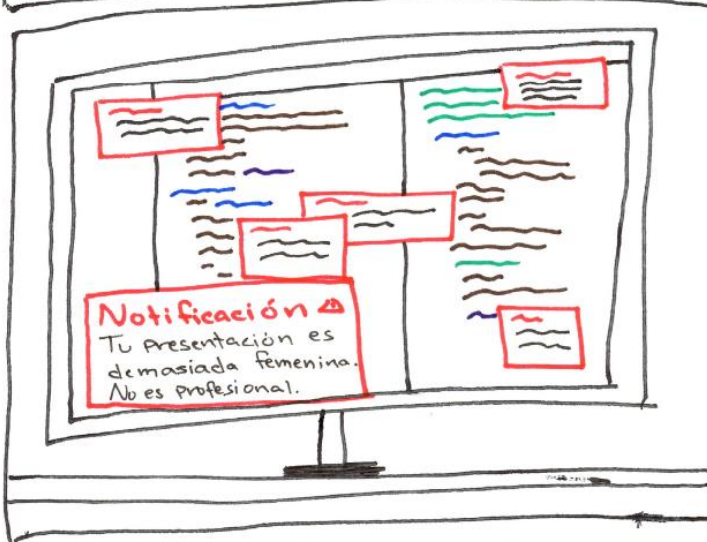 Notificación
Tu presentación es
demasiada femenina.
No es profesional.